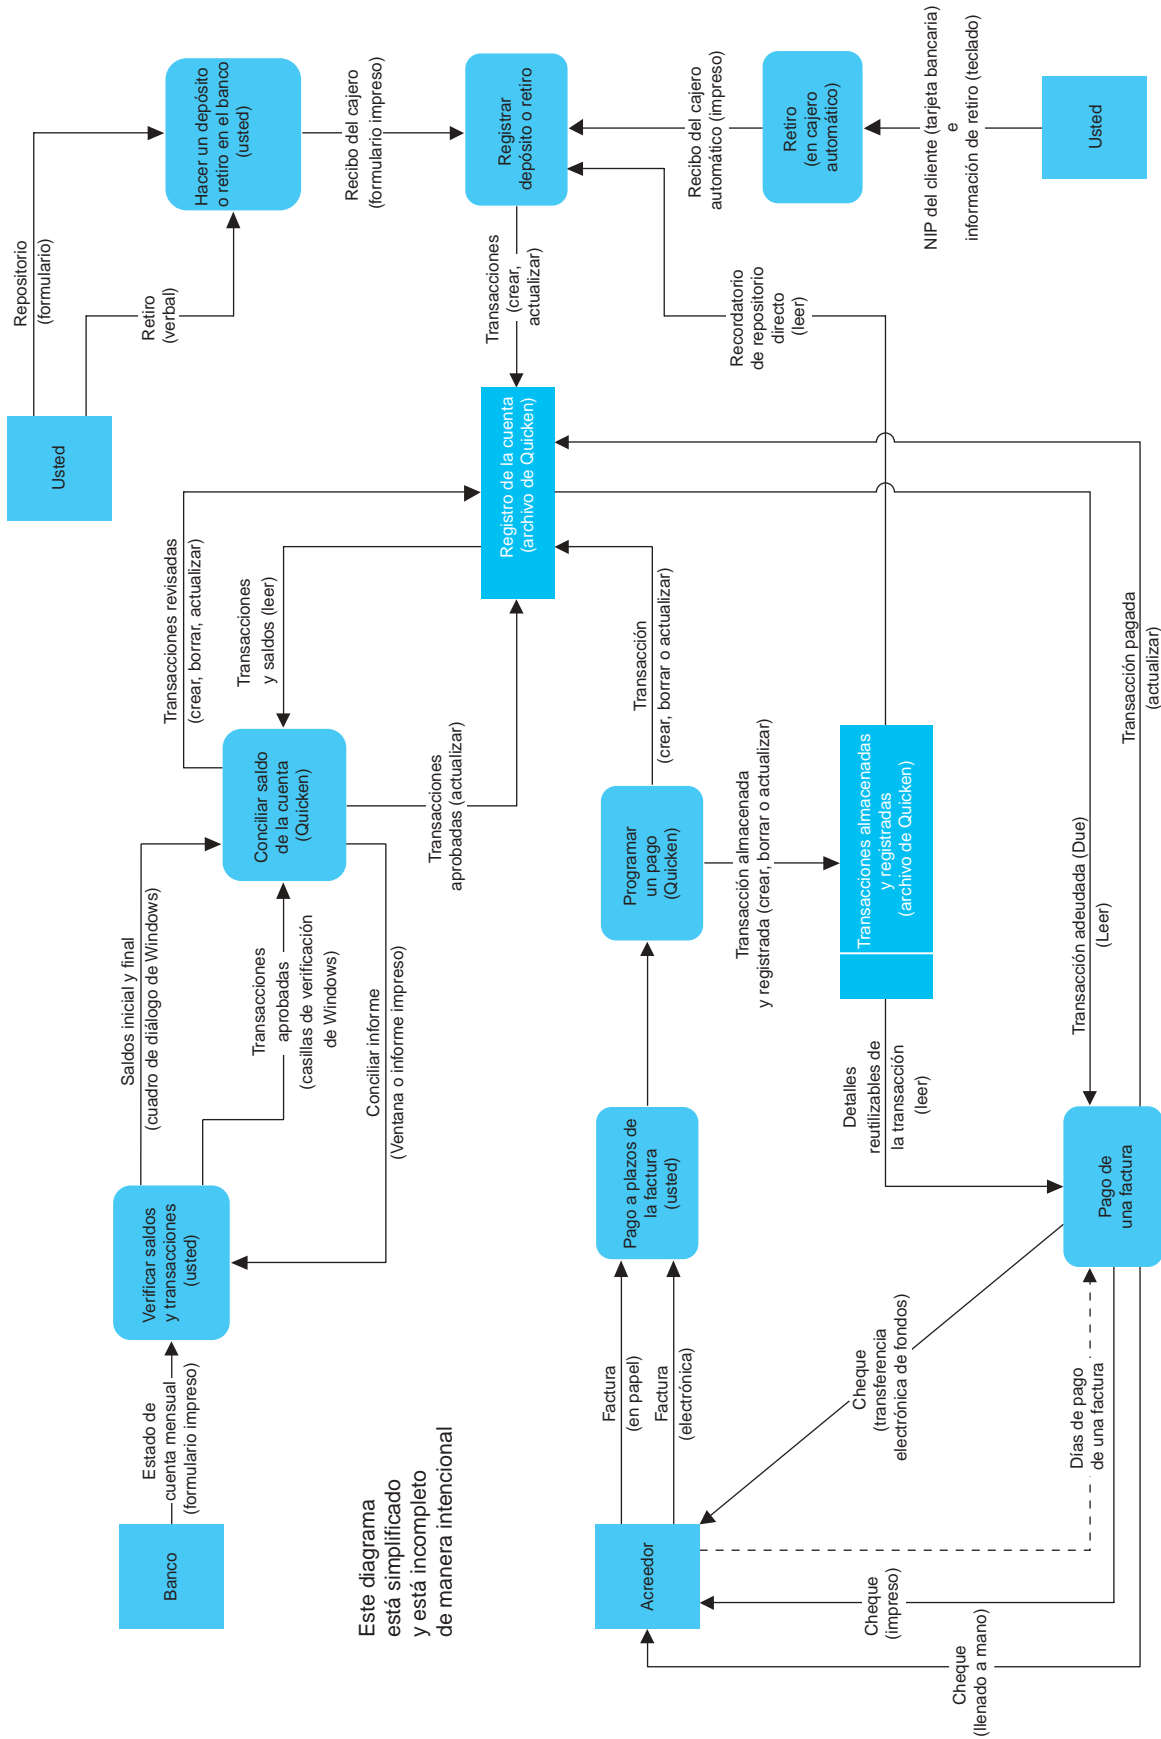 Usted
Repositorio
(formulario)
Retiro
(verbal)
Hacer un depósito
o retiro en el banco
(usted)
Recibo del cajero
(formulario impreso)
Registrar
depósito o retiro
Recibo del cajero
automático (impreso)
Retiro
(en cajero
automático)
NIP del cliente (tarjeta bancaria)
e
información de retiro (teclado)
Usted
Transacciones
(crear,
actualizar)
Recordatorio
de repositorio
directo
(leer)
Registro de la cuenta
(archivo de Quicken)
Transacciones revisadas
(crear, borrar, actualizar)
Transacciones
y saldos (leer)
Conciliar saldo
de la cuenta
(Quicken)
Transacciones
aprobadas (actualizar)
Saldos inicial y final
(cuadro de diálogo de Windows)
Transacciones
aprobadas
(casillas de verificación
de Windows)
Conciliar informe
(Ventana o informe impreso)
Verificar saldos
y transacciones
(usted)
Estado de
cuenta mensual
(formulario impreso)
Banco
Este diagrama
está simplificado
y está incompleto
de manera intencional
Transacción
(crear, borrar o actualizar)
Programar
un pago
(Quicken)
Transacción almacenada
y registrada (crear, borrar o actualizar)
Transacciones almacenadas
y registradas
(archivo de Quicken)
Pago a plazos de
la factura
(usted)
Factura
(en papel)
Factura
(electrónica)
Acreedor
Detalles
reutilizables de
la transacción
(leer)
Transacción adeudada (Due)
(Leer)
Transacción pagada
(actualizar)
Pago de
una factura
Cheque
(transferencia
electrónica de fondos)
Días de pago
de una factura
Cheque
(impreso)
Cheque
(llenado a mano)